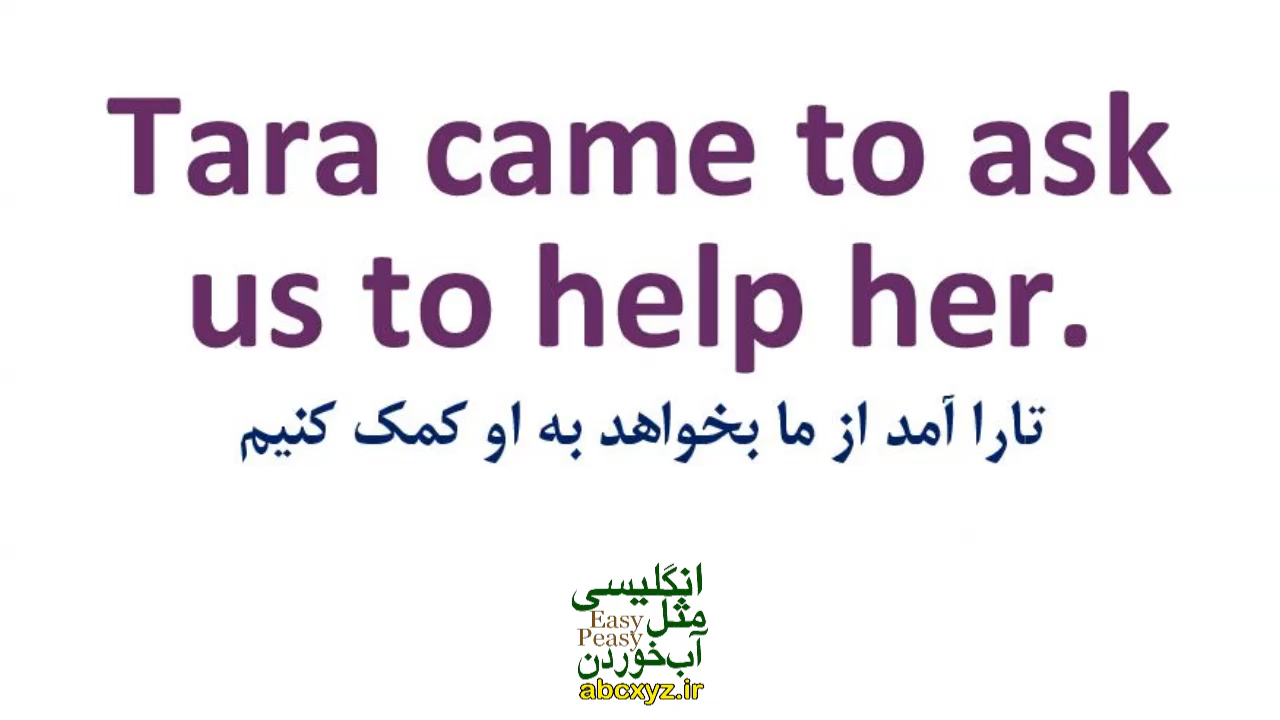 Tara came to ask
us to help her.
تارا آمد از ما بخواهد به او کمک کنیم
انگلیسی
مثل Easy
Peasy
آب‌خوردن
abcxyz.ir